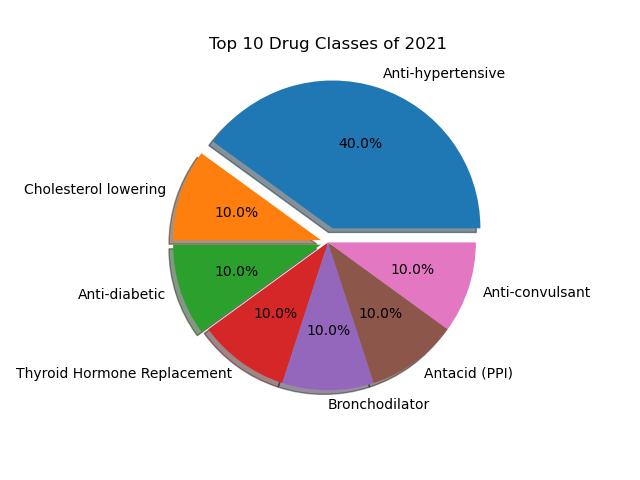 Top 10 Drug Classes of 2021
Anti-hypertensive
40.0%
Cholesterol lowering
10.0%
Anti-diabetic
10.0%
Thyroid Hormone Replacement
10.0%
Bronchodilator
10.0%
Antacid (PPI)
10.0%
Anti-convulsant
10.0%